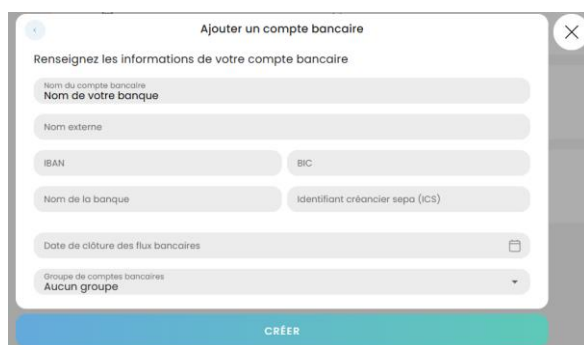 Ajouter un compte bancaire
Renseignez les informations de votre compte bancaire
Nom du compte bancaire
Nom de votre banque
Nom externe
IBAN
BIC
Nom de la banque
Identifiant créancier sepa (ICS)
Date de clôture des flux bancaires
Groupe de comptes bancaires
Aucun groupe
CRÉER